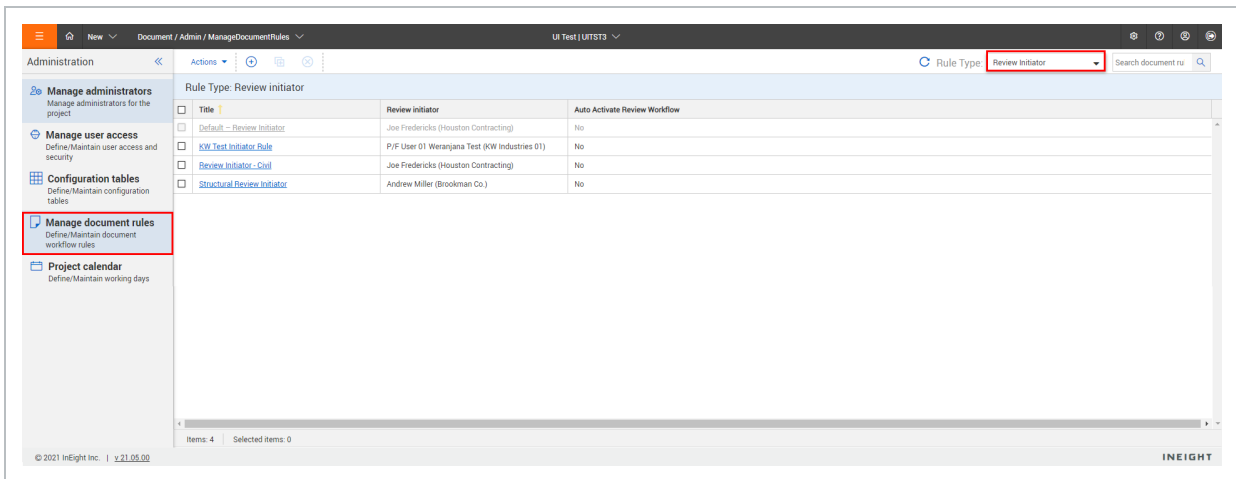 New
Document / Admin / ManageDocumentRules
UI Test | UITST3
Administration
Actions
Rule Type:
Review Initiator
Search document ru
Manage administrators
Manage administrators for the
project
Manage user access
Define/Maintain user access and
security
Configuration tables
Define/Maintain configuration
tables
Manage document rules
Define/Maintain document
workflow rules
Project calendar
Define/Maintain working days
Rule Type: Review initiator
Title Review initiator Auto Activate Review Workflow
Default – Review Initiator Joe Fredericks (Houston Contracting) No
KW Test Initiator Rule P/F User 01 Weranjana Test (KW Industries 01) No
Review Initiator - Civil Joe Fredericks (Houston Contracting) No
Structural Review Initiator Andrew Miller (Brookman Co.) No
Items: 4 Selected items: 0
© 2021 InEight Inc. | v 21.05.00
INEIGHT